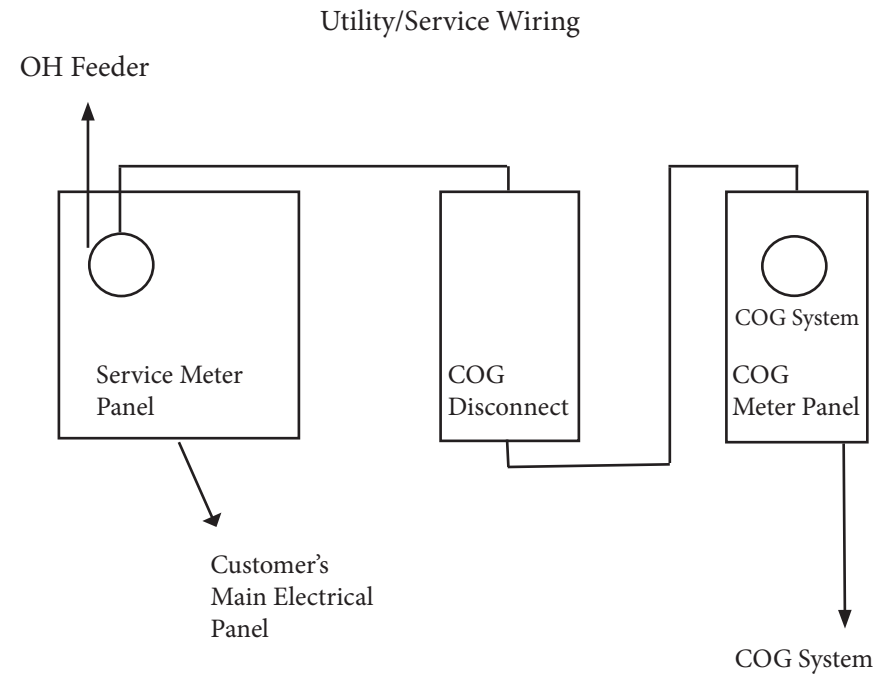 Utility/Service Wiring
OH Feeder
Service Meter
Panel
COG
Disconnect
COG System
COG
Meter Panel
Customer's
Main Electrical
Panel
COG System